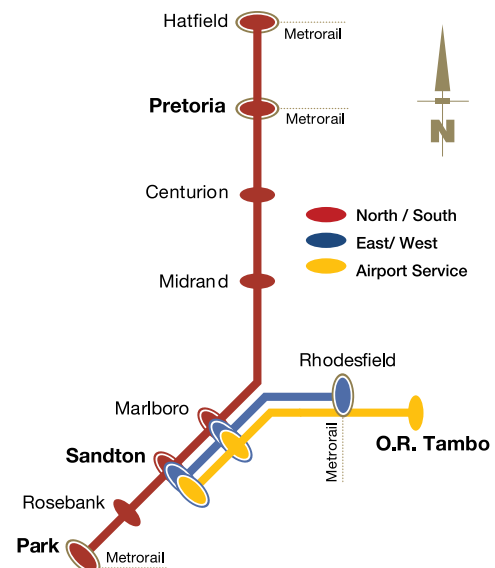 Hatfield
Metrorail
Pretoria
Metrorail
N
Centurion
North / South
East/ West
Airport Service
Midrand
Rhodesfield
Marlboro
O.R. Tambo
Sandton
Metrorail
Rosebank
Park
Metrorail